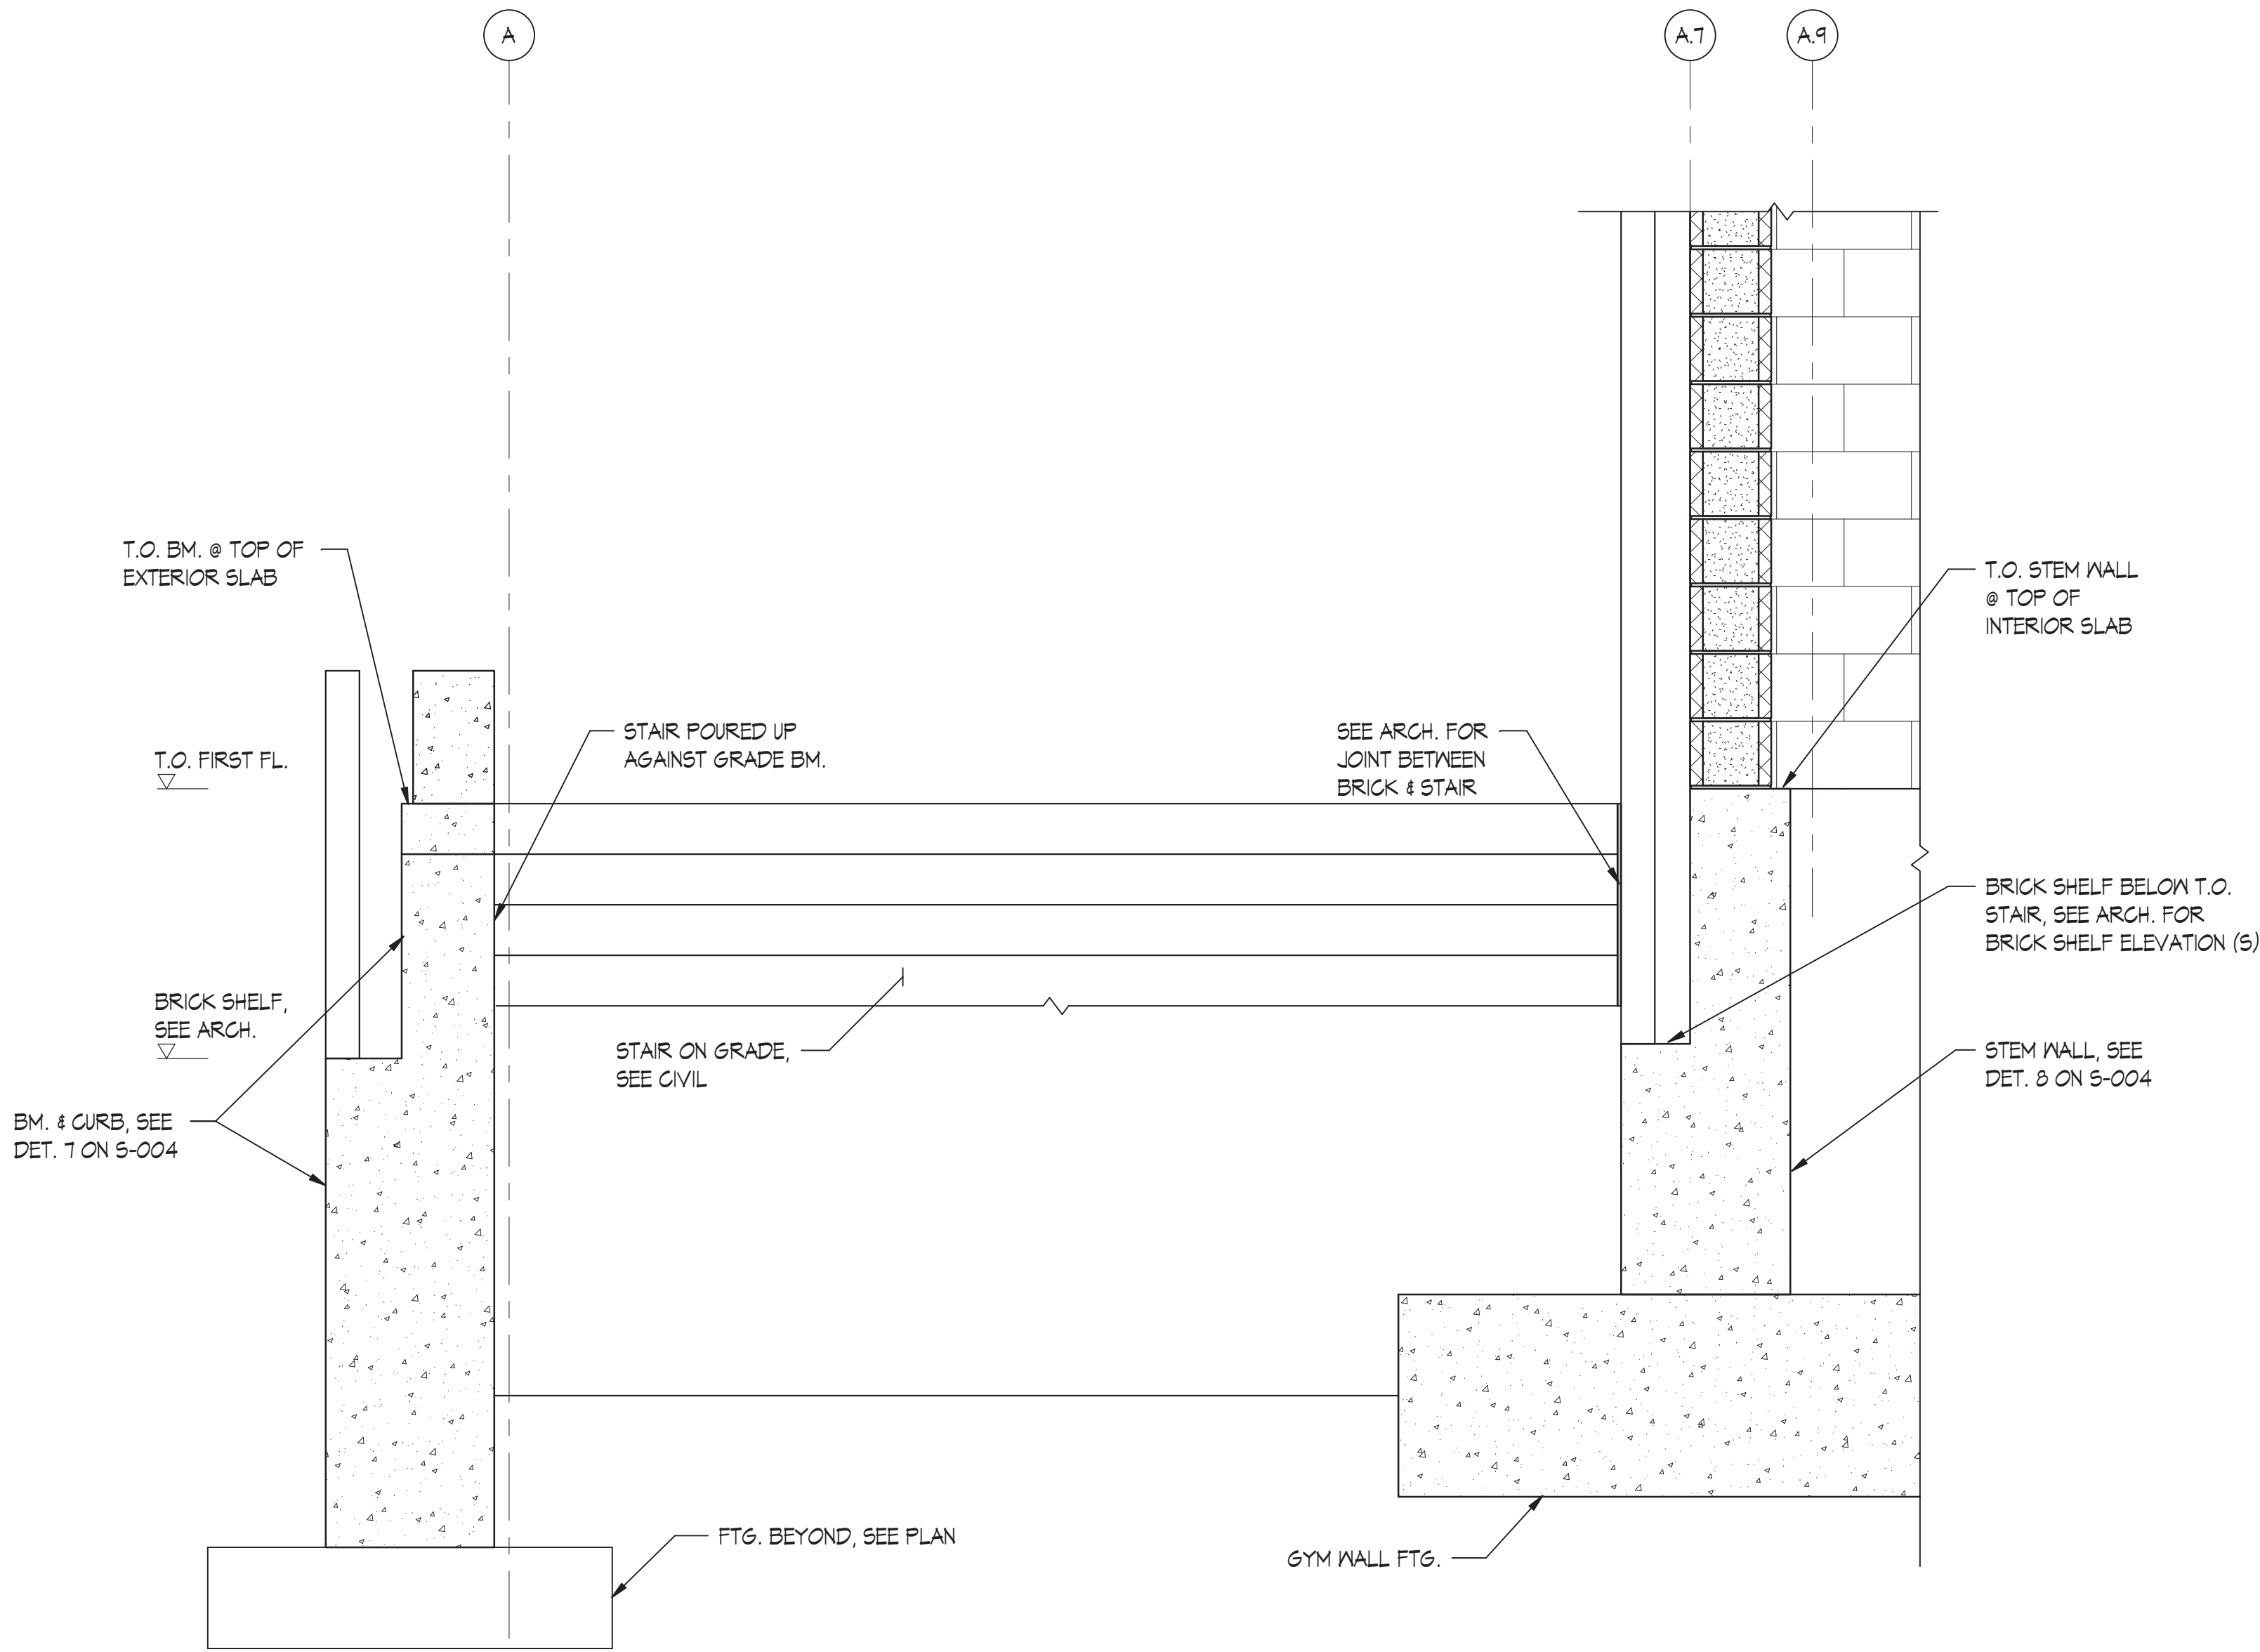 A
A.7
A.9
T.O. BM. @ TOP OF
EXTERIOR SLAB
T.O. STEM WALL
@ TOP OF
INTERIOR SLAB
STAIR POURED UP
AGAINST GRADE BM.
SEE ARCH. FOR
JOINT BETWEEN
BRICK & STAIR
T.O. FIRST FL.
BRICK SHELF BELOW T.O.
STAIR, SEE ARCH. FOR
BRICK SHELF ELEVATION (S)
BRICK SHELF,
SEE ARCH.
STAIR ON GRADE,
SEE CIVIL
STEM WALL, SEE
DET. 8 ON S-004
BM. & CURB, SEE
DET. 7 ON S-004
FTG. BEYOND, SEE PLAN
GYM WALL FTG.